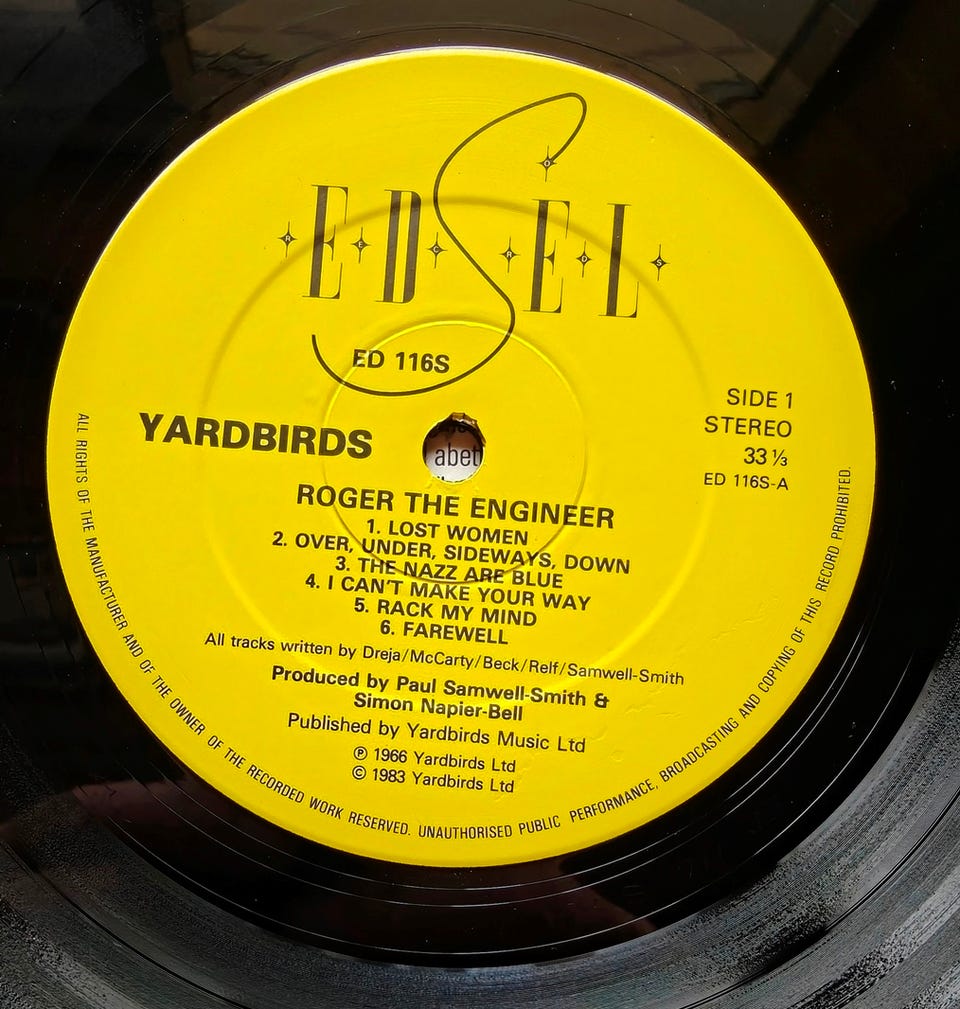 EDSEL
RECORDS
ED 116S
SIDE 1
STEREO
33 ⅓
ED 116S-A
YARDBIRDS
abet
ROGER THE ENGINEER
1. LOST WOMEN
2. OVER, UNDER, SIDEWAYS, DOWN
3. THE NAZZ ARE BLUE
4. I CAN'T MAKE YOUR WAY
5. RACK MY MIND
6. FAREWELL
All tracks written by Dreja/McCarty/Beck/Relf/Samwell-Smith
Produced by Paul Samwell-Smith &
Simon Napier-Bell
Published by Yardbirds Music Ltd
℗ 1966 Yardbirds Ltd
© 1983 Yardbirds Ltd
ALL RIGHTS OF THE MANUFACTURER AND OF THE OWNER OF THE RECORDED WORK RESERVED. UNAUTHORISED PUBLIC PERFORMANCE, BROADCASTING AND COPYING OF THIS RECORD PROHIBITED.